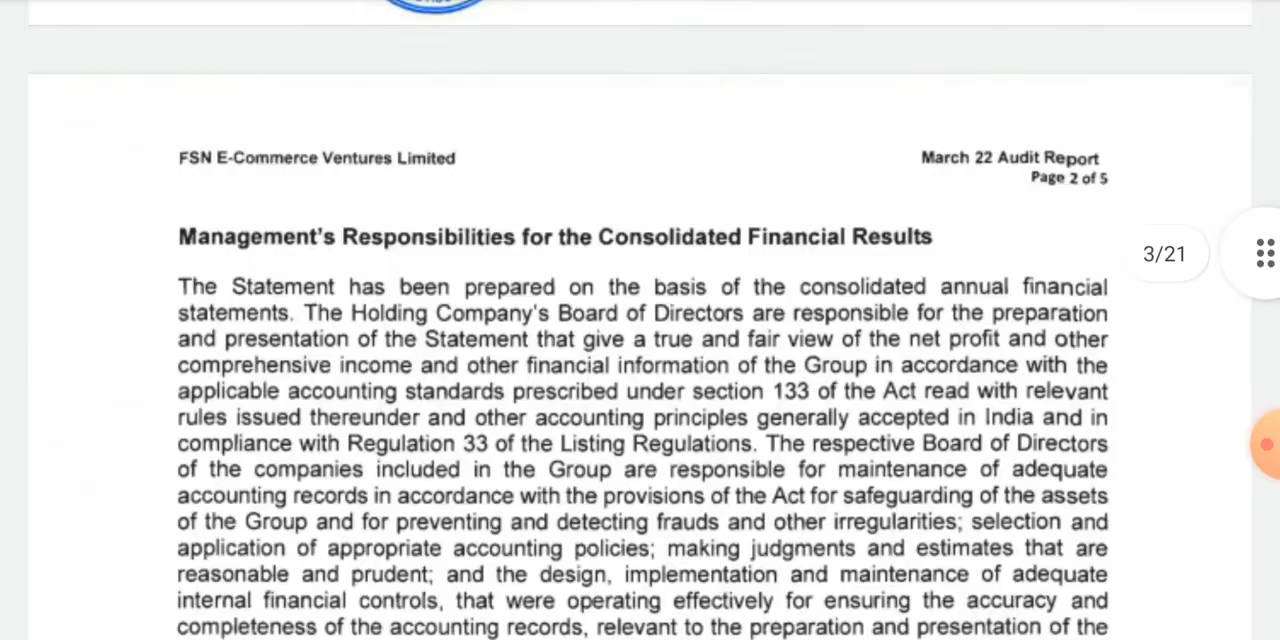 FSN E-Commerce Ventures Limited
March 22 Audit Report
Page 2 of 5
Management's Responsibilities for the Consolidated Financial Results
3/21
The Statement has been prepared on the basis of the consolidated annual financial
statements. The Holding Company's Board of Directors are responsible for the preparation
and presentation of the Statement that give a true and fair view of the net profit and other
comprehensive income and other financial information of the Group in accordance with the
applicable accounting standards prescribed under section 133 of the Act read with relevant
rules issued thereunder and other accounting principles generally accepted in India and in
compliance with Regulation 33 of the Listing Regulations. The respective Board of Directors
of the companies included in the Group are responsible for maintenance of adequate
accounting records in accordance with the provisions of the Act for safeguarding of the assets
of the Group and for preventing and detecting frauds and other irregularities; selection and
application of appropriate accounting policies; making judgments and estimates that are
reasonable and prudent; and the design, implementation and maintenance of adequate
internal financial controls, that were operating effectively for ensuring the accuracy and
completeness of the accounting records, relevant to the preparation and presentation of the